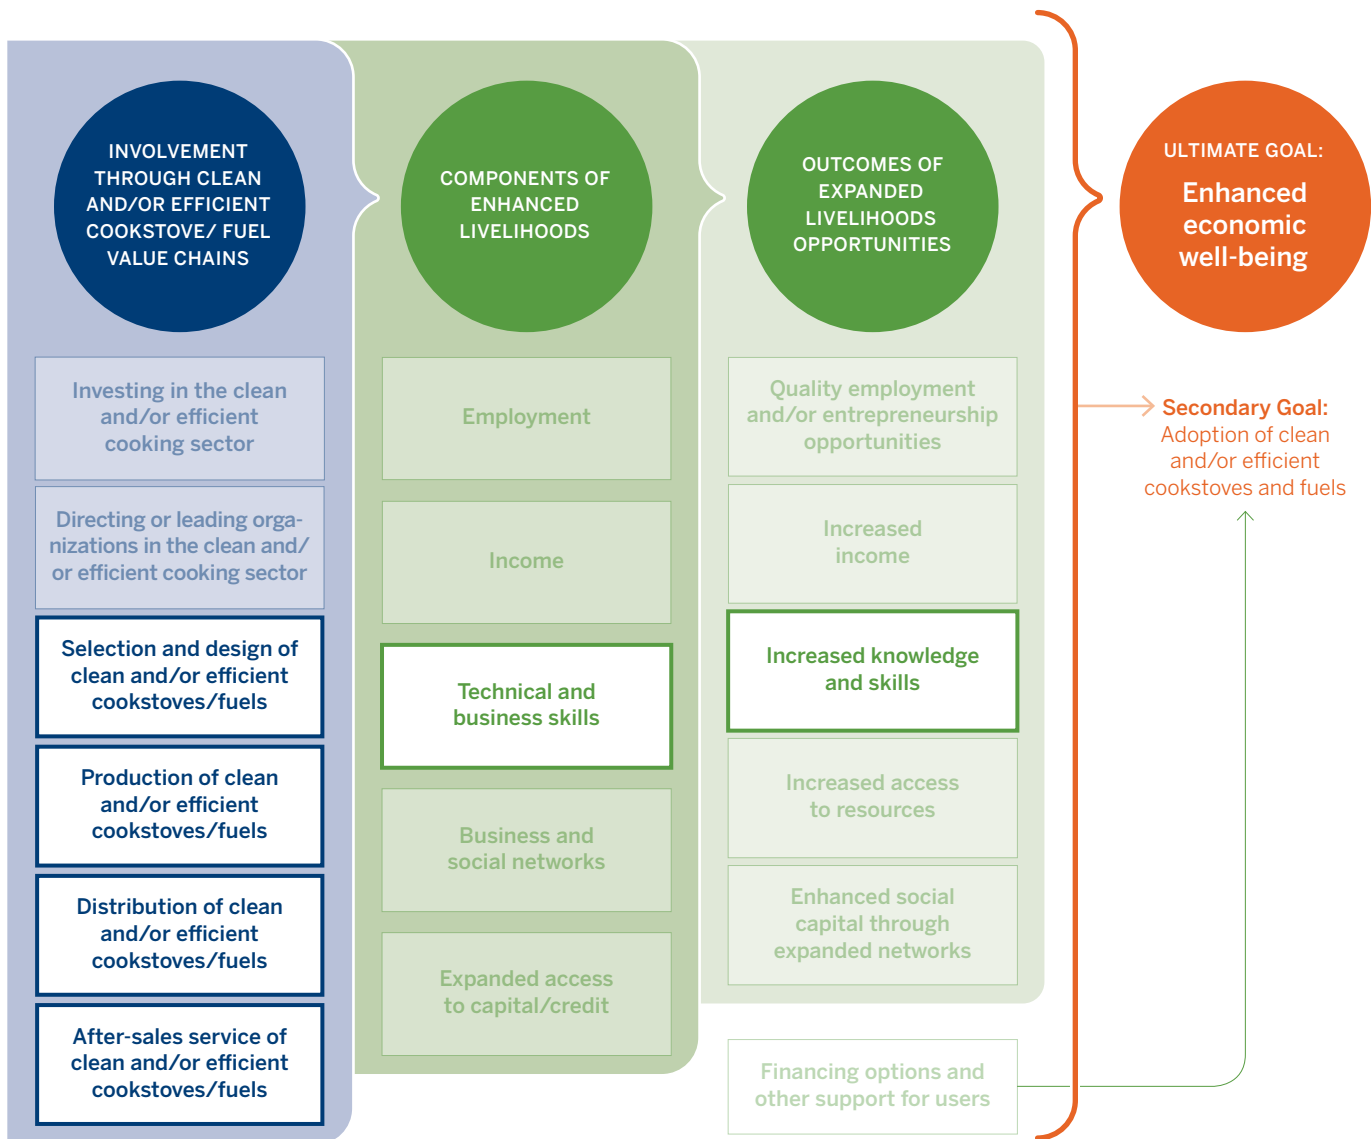 INVOLVEMENT
THROUGH CLEAN
AND/OR EFFICIENT
COOKSTOVE/ FUEL
VALUE CHAINS
Investing in the clean
and/or efficient
cooking sector
Directing or leading orga-
nizations in the clean and/
or efficient cooking sector
Selection and design of
clean and/or efficient
cookstoves/fuels
Production of clean
and/or efficient
cookstoves/fuels
Distribution of clean
and/or efficient
cookstoves/fuels
After-sales service of
clean and/or efficient
cookstoves/fuels
COMPONENTS OF
ENHANCED
LIVELIHOODS
Employment
Income
Technical and
business skills
Business and
social networks
Expanded access
to capital/credit
OUTCOMES OF
EXPANDED
LIVELIHOODS
OPPORTUNITIES
Quality employment
and/or entrepreneurship
opportunities
Increased
income
Increased knowledge
and skills
Increased access
to resources
Enhanced social
capital through
expanded networks
Financing options and
other support for users
ULTIMATE GOAL:
Enhanced
economic
well-being
Secondary Goal:
Adoption of clean
and/or efficient
cookstoves and fuels